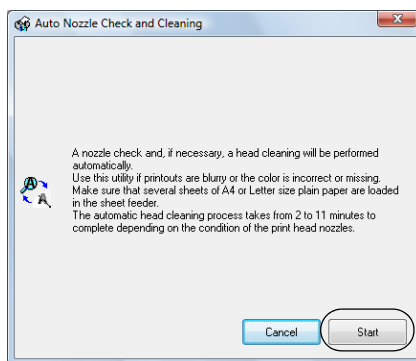 Auto Nozzle Check and Cleaning
A nozzle check and, if necessary, a head cleaning will be performed
automatically.
Use this utility if printouts are blurry or the color is incorrect or missing.
Make sure that several sheets of A4 or Letter size plain paper are loaded
in the sheet feeder.
The automatic head cleaning process takes from 2 to 11 minutes to
complete depending on the condition of the print head nozzles.
Cancel Start